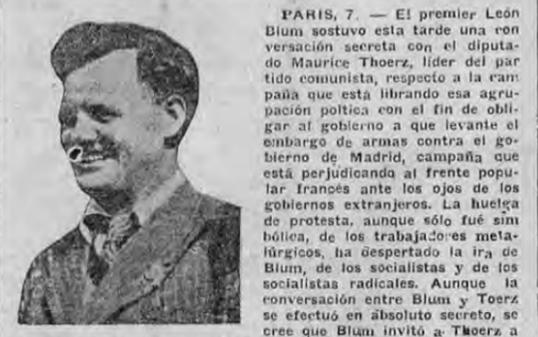 PARIS, 7. — El premier León
Blum sostuvo esta tarde una con
versación secreta con el diputa-
do Maurice Thoerz, líder del par
tido comunista, respecto a la cam
paña que está librando esa agru-
pación poltica con el fin de obli-
gar al gobierno a que levante el
embargo de armas contra el go-
bierno de Madrid, campaña que
está perjudicando al frente popu-
lar francés ante los ojos de los
gobiernos extranjeros. La huelga
de protesta, aunque sólo fué sim
bólica, de los trabajadores meta-
lúrgicos, ha despertado la ira de
Blum, de los socialistas y de los
socialistas radicales. Aunque la
conversación entre Blum y Toerz
se efectuó en absoluto secreto, se
cree que Blum invitó a Thoerz a